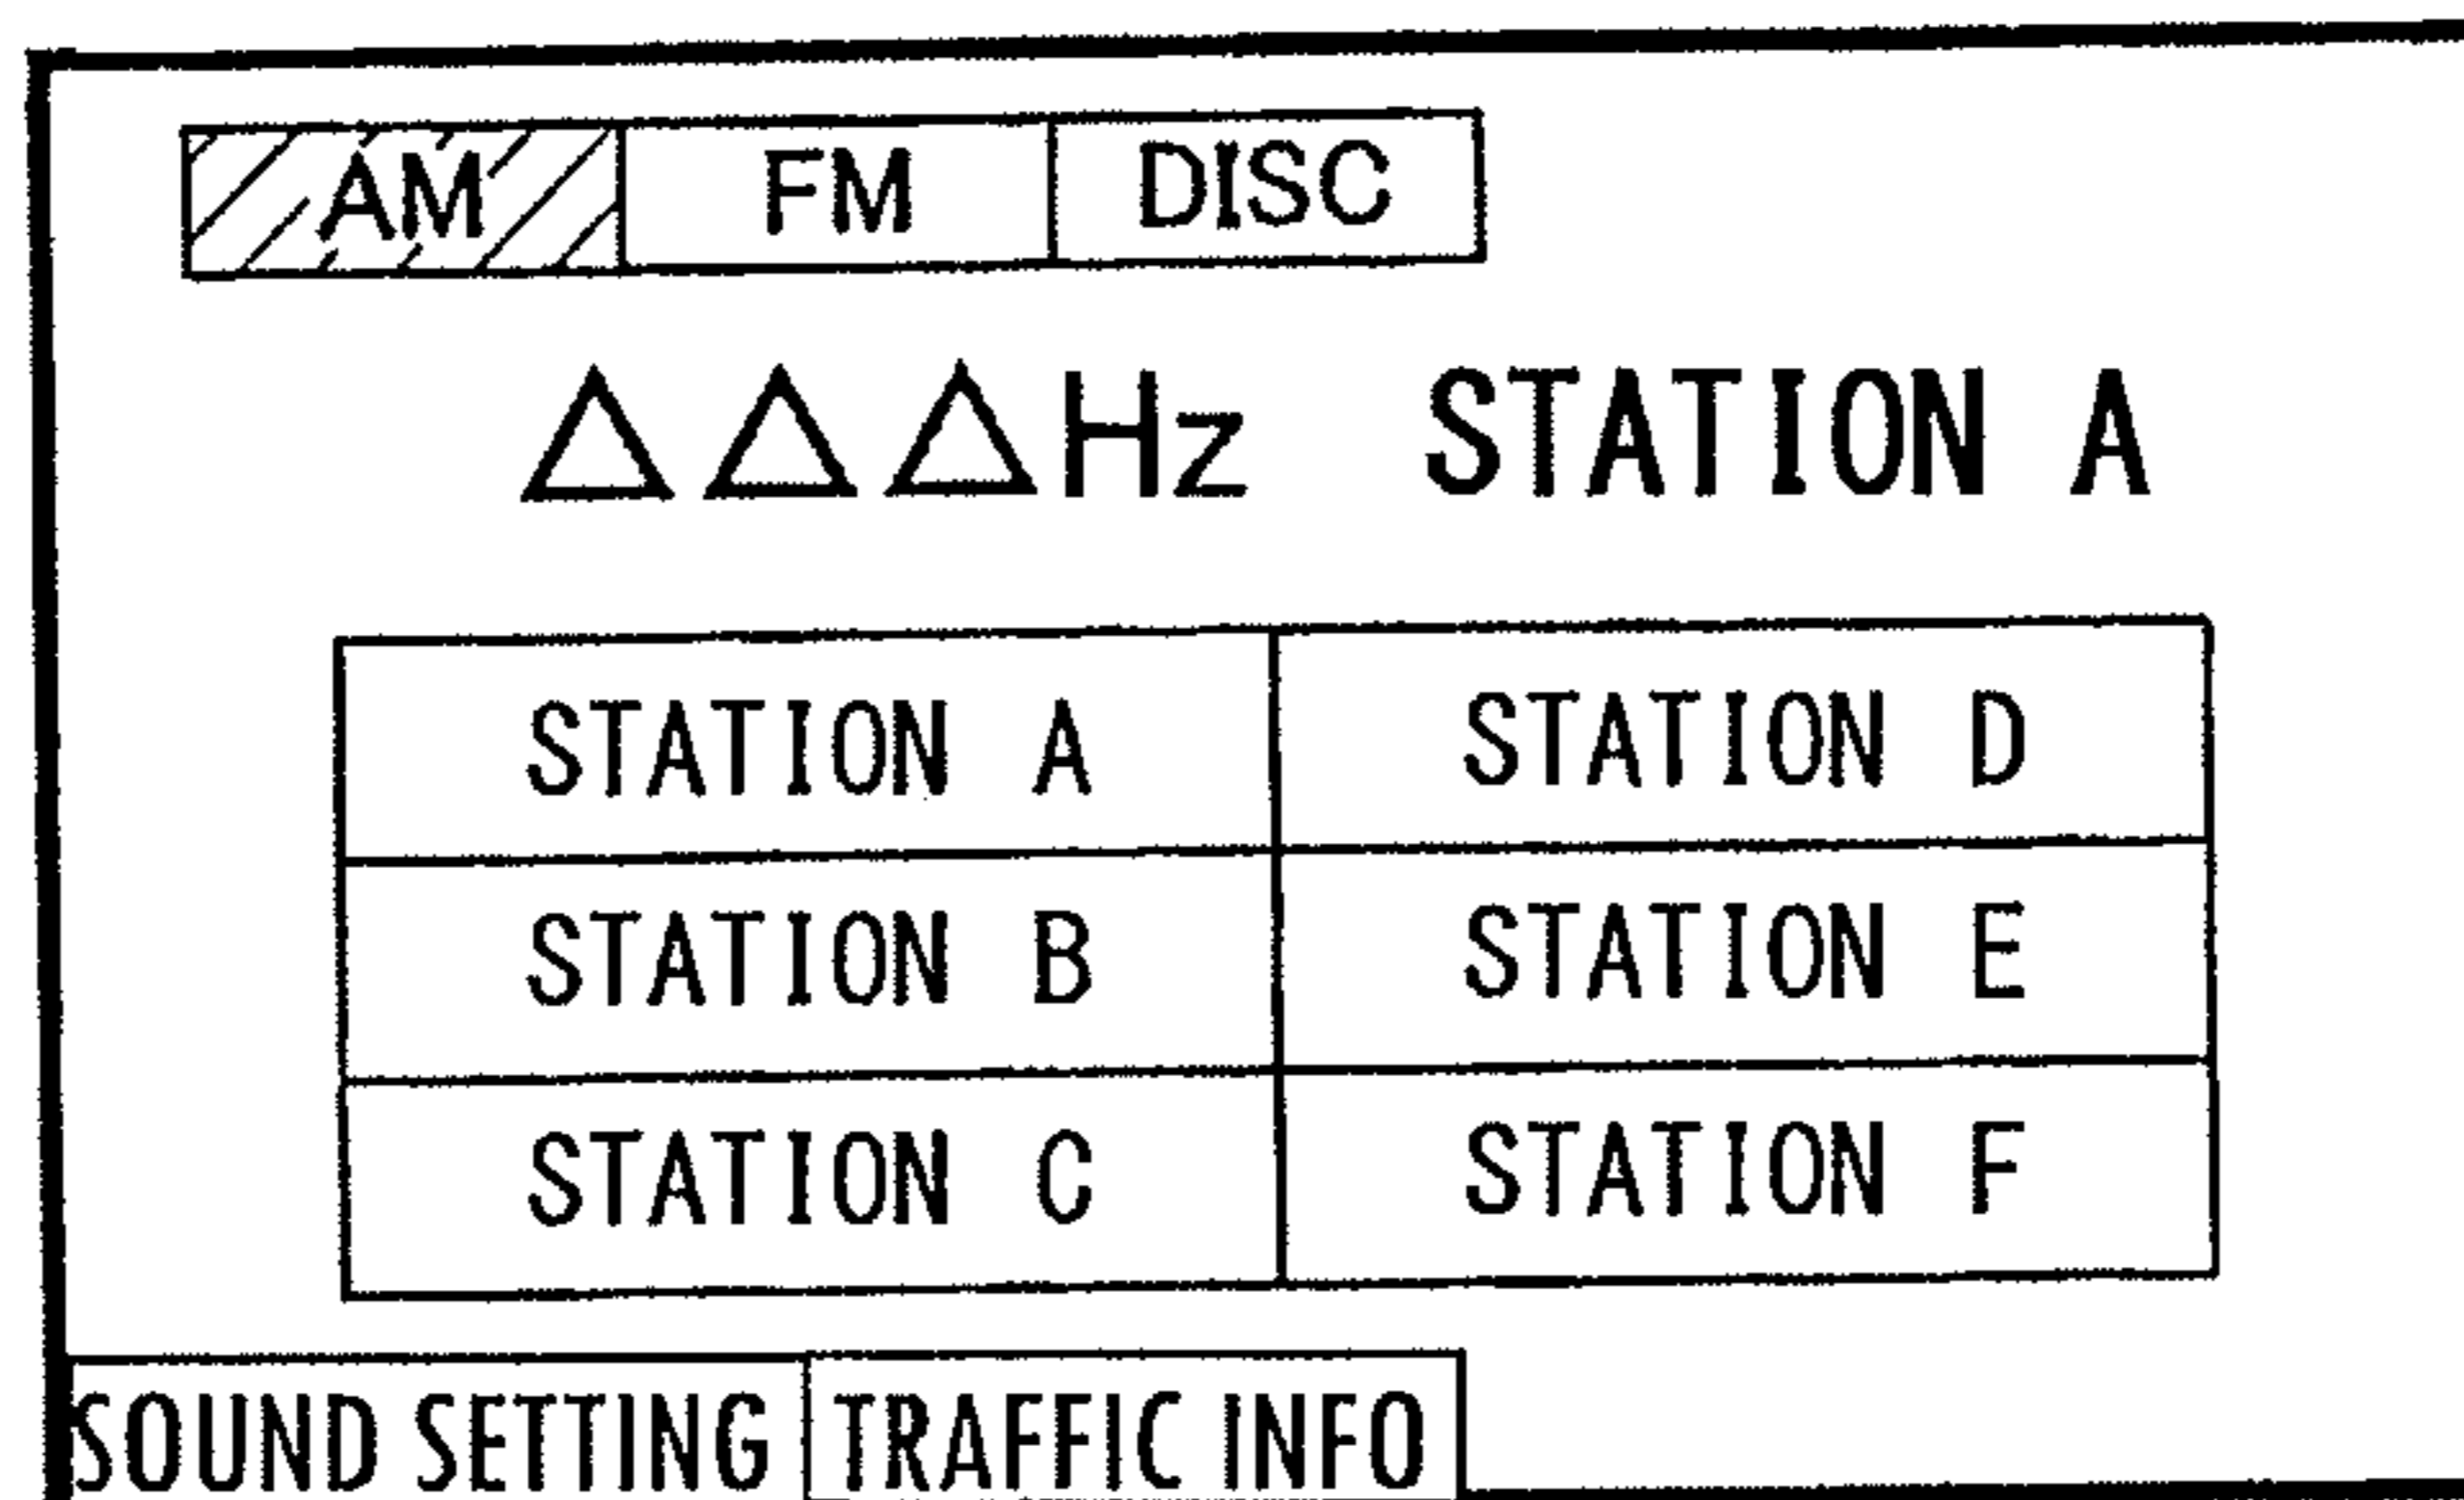 AM FM DISC
△△△Hz STATION A
STATION A STATION D
STATION B STATION E
STATION C STATION F
SOUND SETTING TRAFFIC INFO